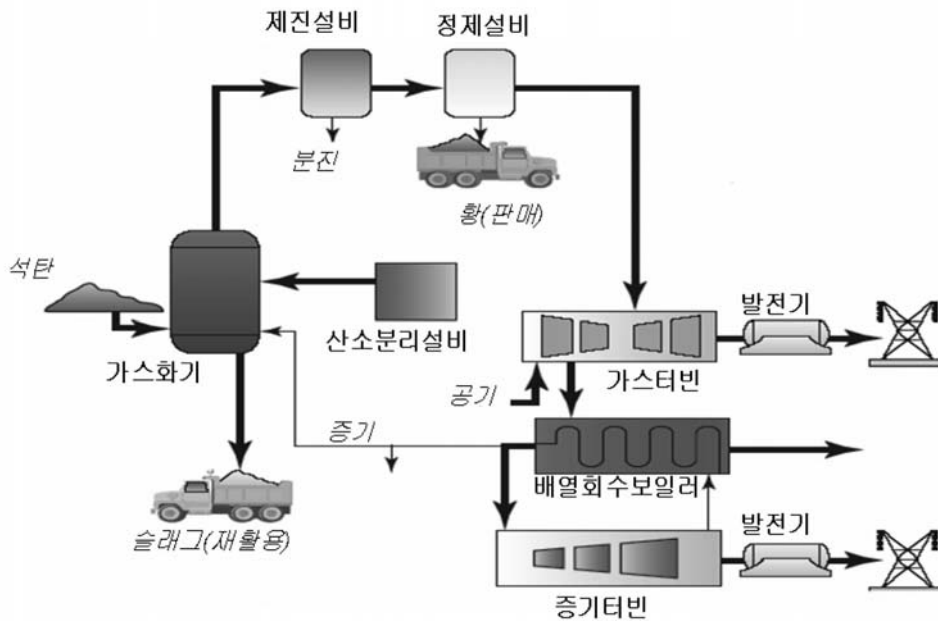 제진설비
정제설비
분진
황(판매)
석탄
산소분리설비
발전기
가스화기
가스터빈
공기
증기
배열회수보일러
슬래그(재활용)
발전기
증기터빈